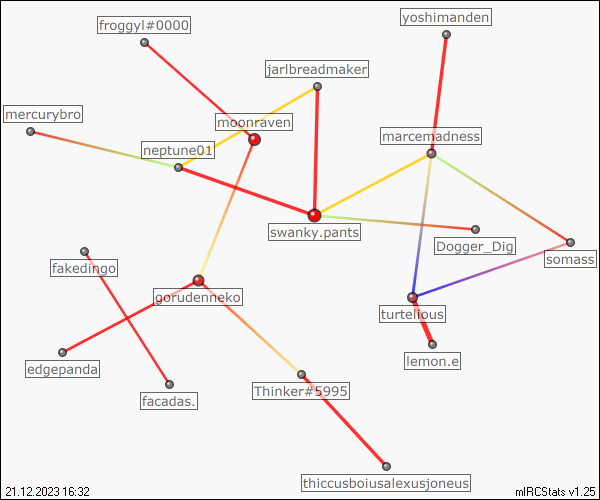 yoshimanden
froggyl#0000
jarlbreadmaker
mercurybro
moonraven
marcemadness
neptune01
swanky.pants
Dogger_Dig
somass
fakedingo
gorudenneko
turtelious
edgepanda
lemon.e
Thinker#5995
facadas.
thiccusboiusalexusjoneus
21.12.2023 16:32
mIRCStats v1.25